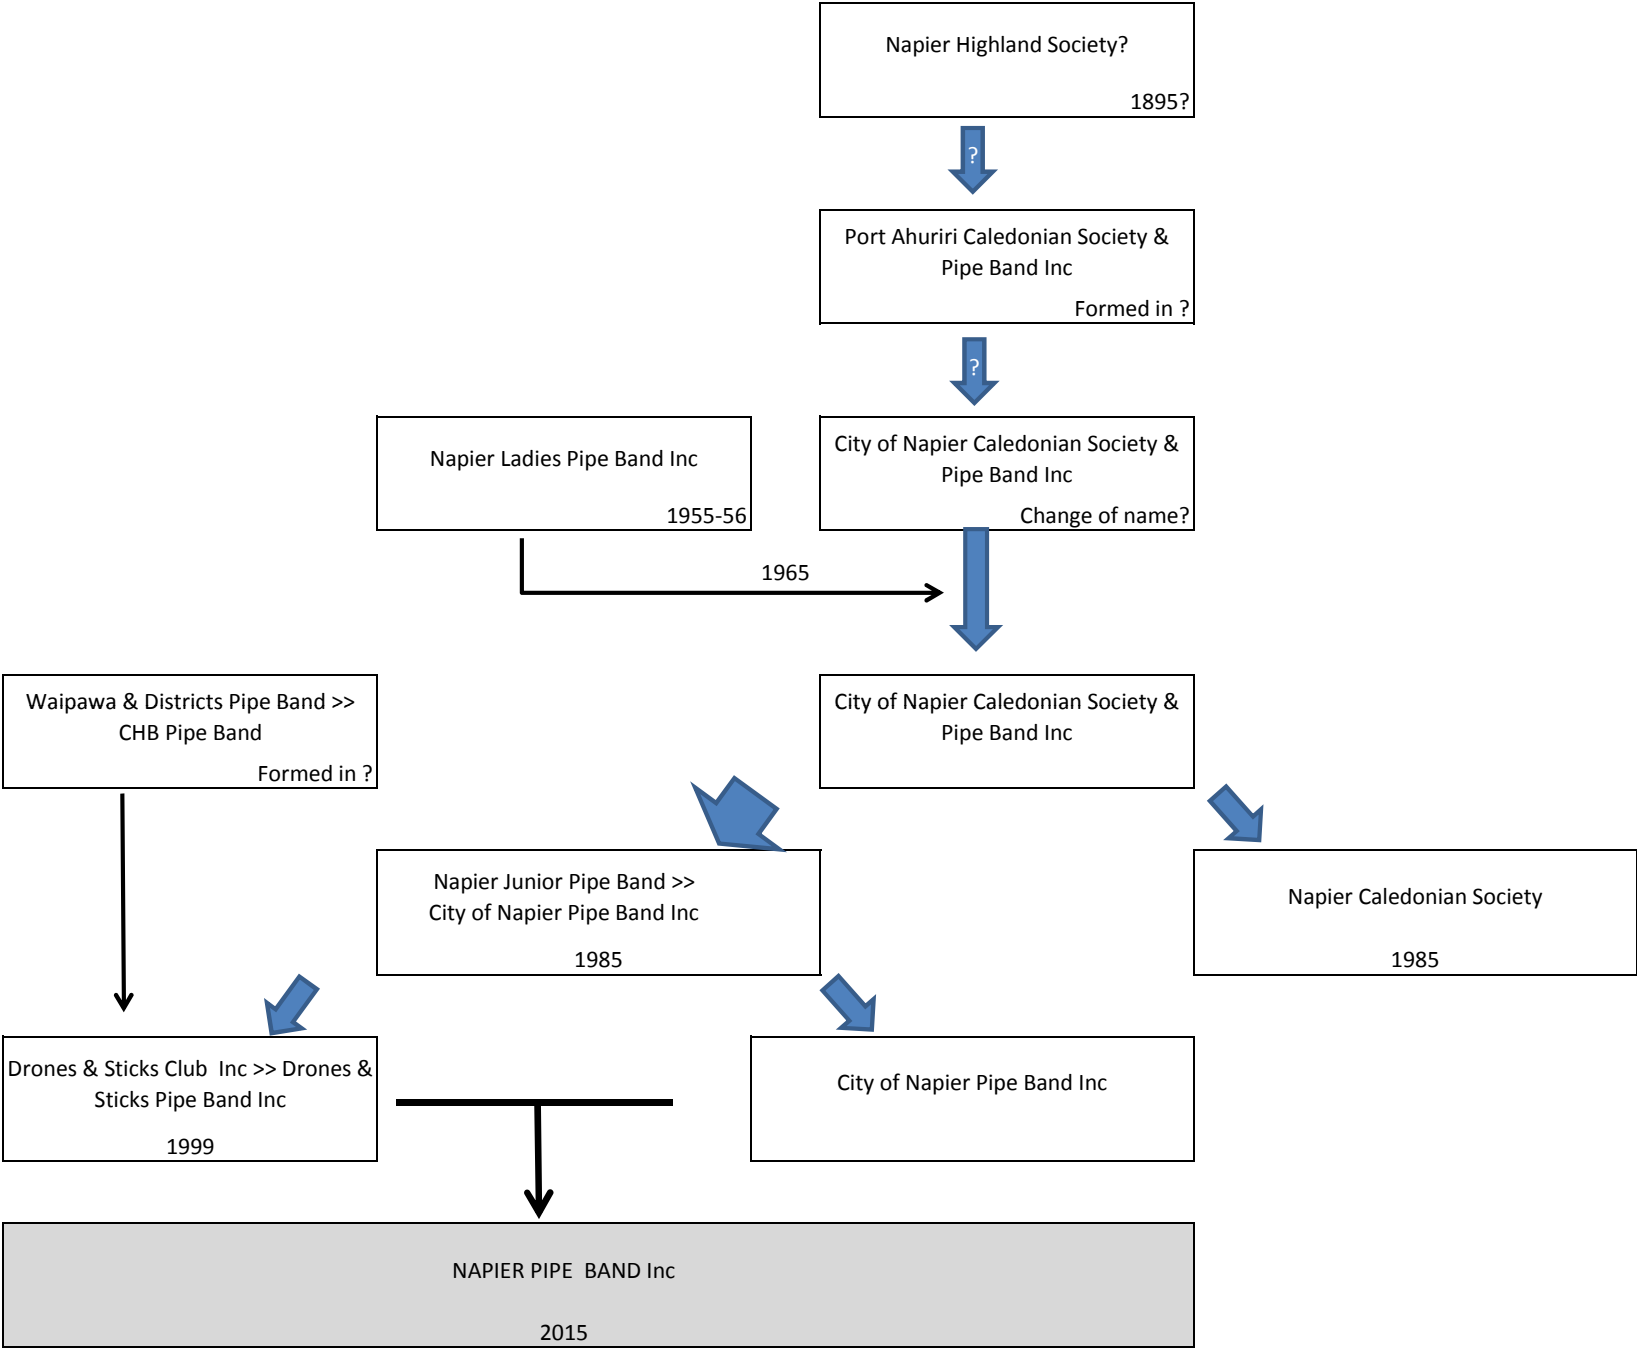 Napier Highland Society?
1895?
?
Port Ahuriri Caledonian Society &
Pipe Band Inc
Formed in ?
?
Napier Ladies Pipe Band Inc
1955-56
City of Napier Caledonian Society &
Pipe Band Inc
Change of name?
1965
Waipawa & Districts Pipe Band >>
CHB Pipe Band
Formed in ?
City of Napier Caledonian Society &
Pipe Band Inc
Napier Junior Pipe Band >>
City of Napier Pipe Band Inc
1985
Napier Caledonian Society
1985
Drones & Sticks Club  Inc >> Drones &
Sticks Pipe Band Inc
1999
City of Napier Pipe Band Inc
NAPIER PIPE  BAND Inc
2015